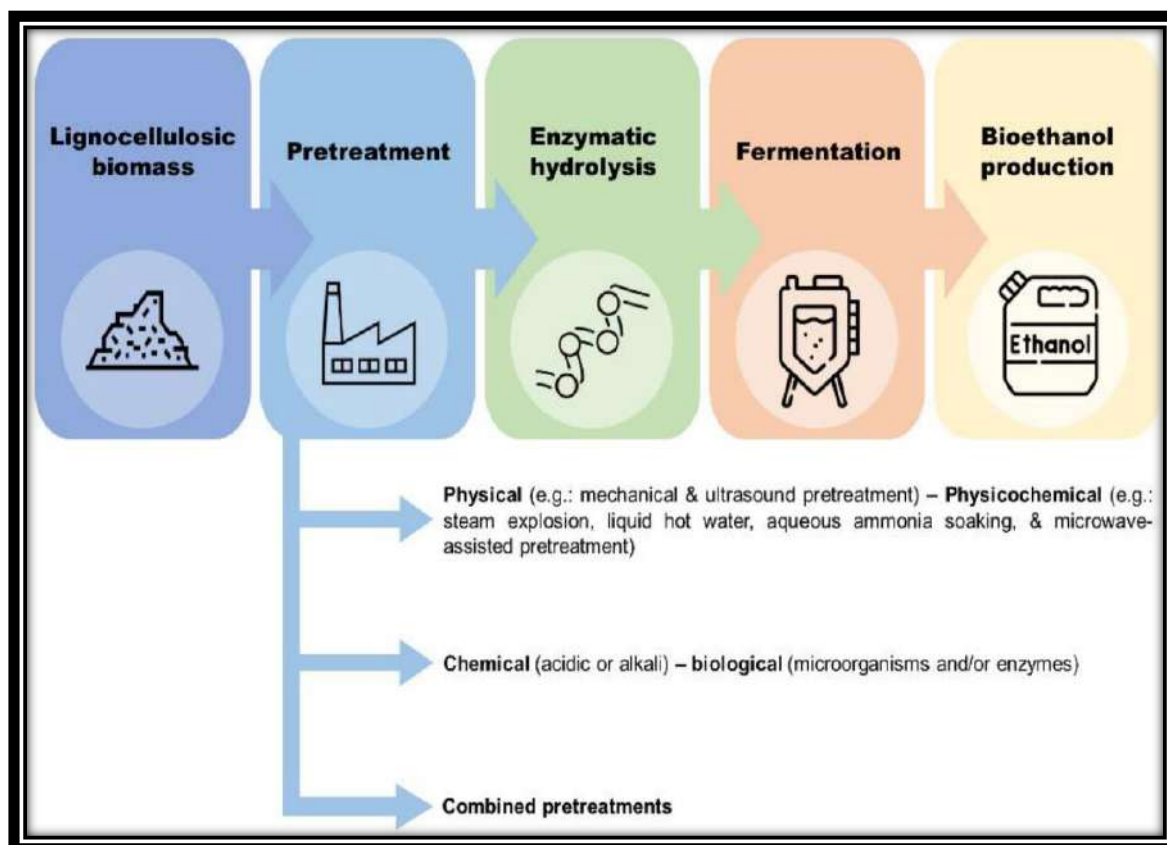 Lignocellulosic
biomass
Pretreatment
Enzymatic
hydrolysis
Fermentation
Bioethanol
production
Ethanol
Physical (e.g.: mechanical & ultrasound pretreatment) – Physicochemical (e.g.:
steam explosion, liquid hot water, aqueous ammonia soaking, & microwave-
assisted pretreatment)
Chemical (acidic or alkali) – biological (microorganisms and/or enzymes)
Combined pretreatments